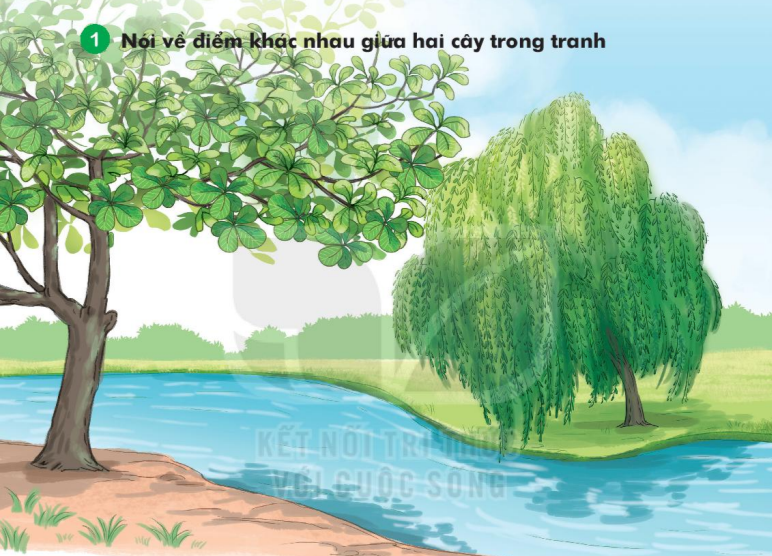 1 Nói về điểm khác nhau giữa hai cây trong tranh
KẾT NỐI TRI THỨC
VỚI CUỘC SỐNG